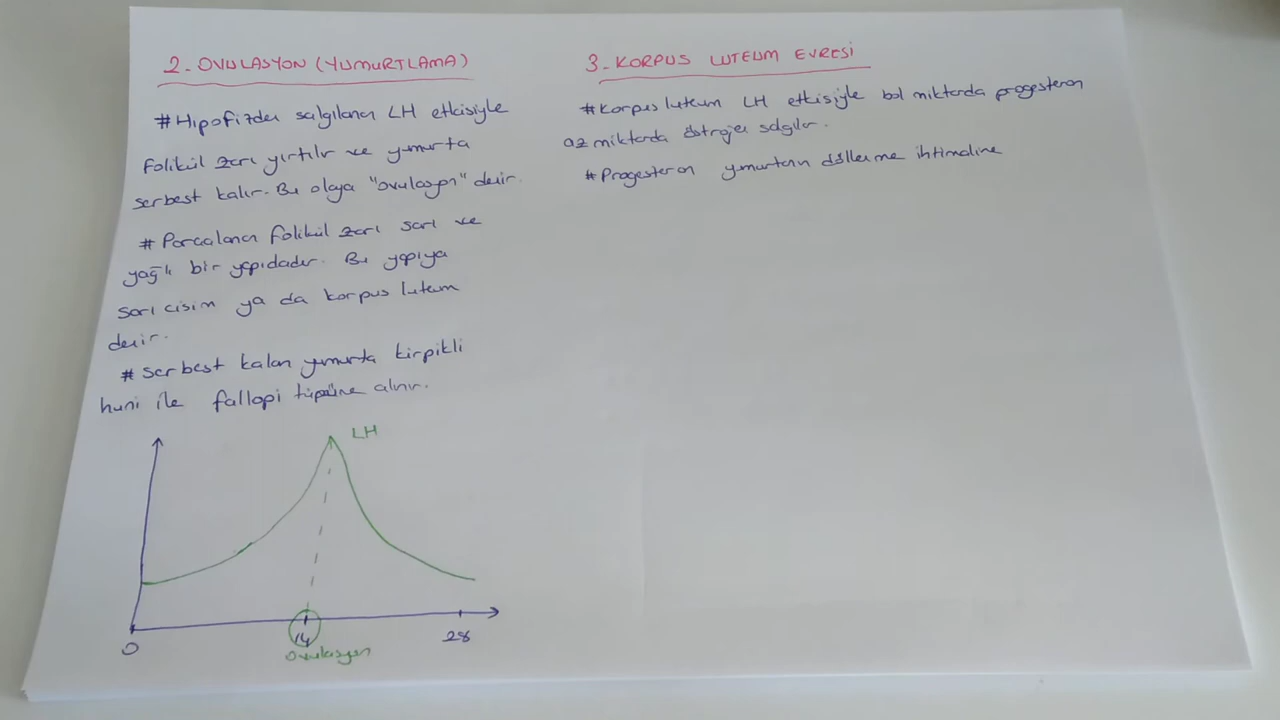 2. OVULASYON (YUMURTLAMA)
# Hipofizden salgılanan LH etkisiyle
folikül zarı yırtılır ve yumurta
serbest kalır. Bu olaya "ovulasyon" denir.
# Parçalanan folikül zarı sarı ve
yağlı bir yapıdadır. Bu yapıya
sarı cisim ya da korpus luteum
denir.
# Serbest kalan yumurta kirpikli
huni ile fallopi tüpüne alınır.
LH
0
14
28
Ovulasyon
3. KORPUS LUTEUM EVRESİ
# Korpus luteum LH etkisiyle bol miktarda progesteron
az miktarda östrojen salgılar.
# Progesteron yumurtanın döllenme ihtimaline